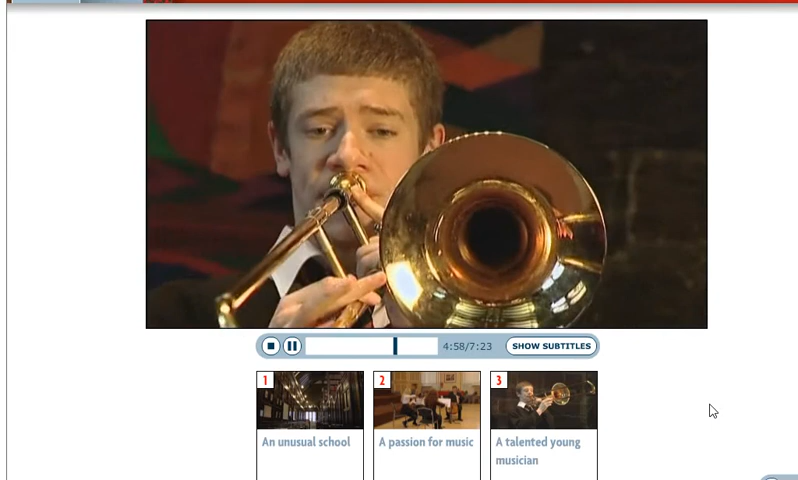 4:58/7:23
SHOW SUBTITLES
1
2
3
An unusual school
A passion for music
A talented young
musician